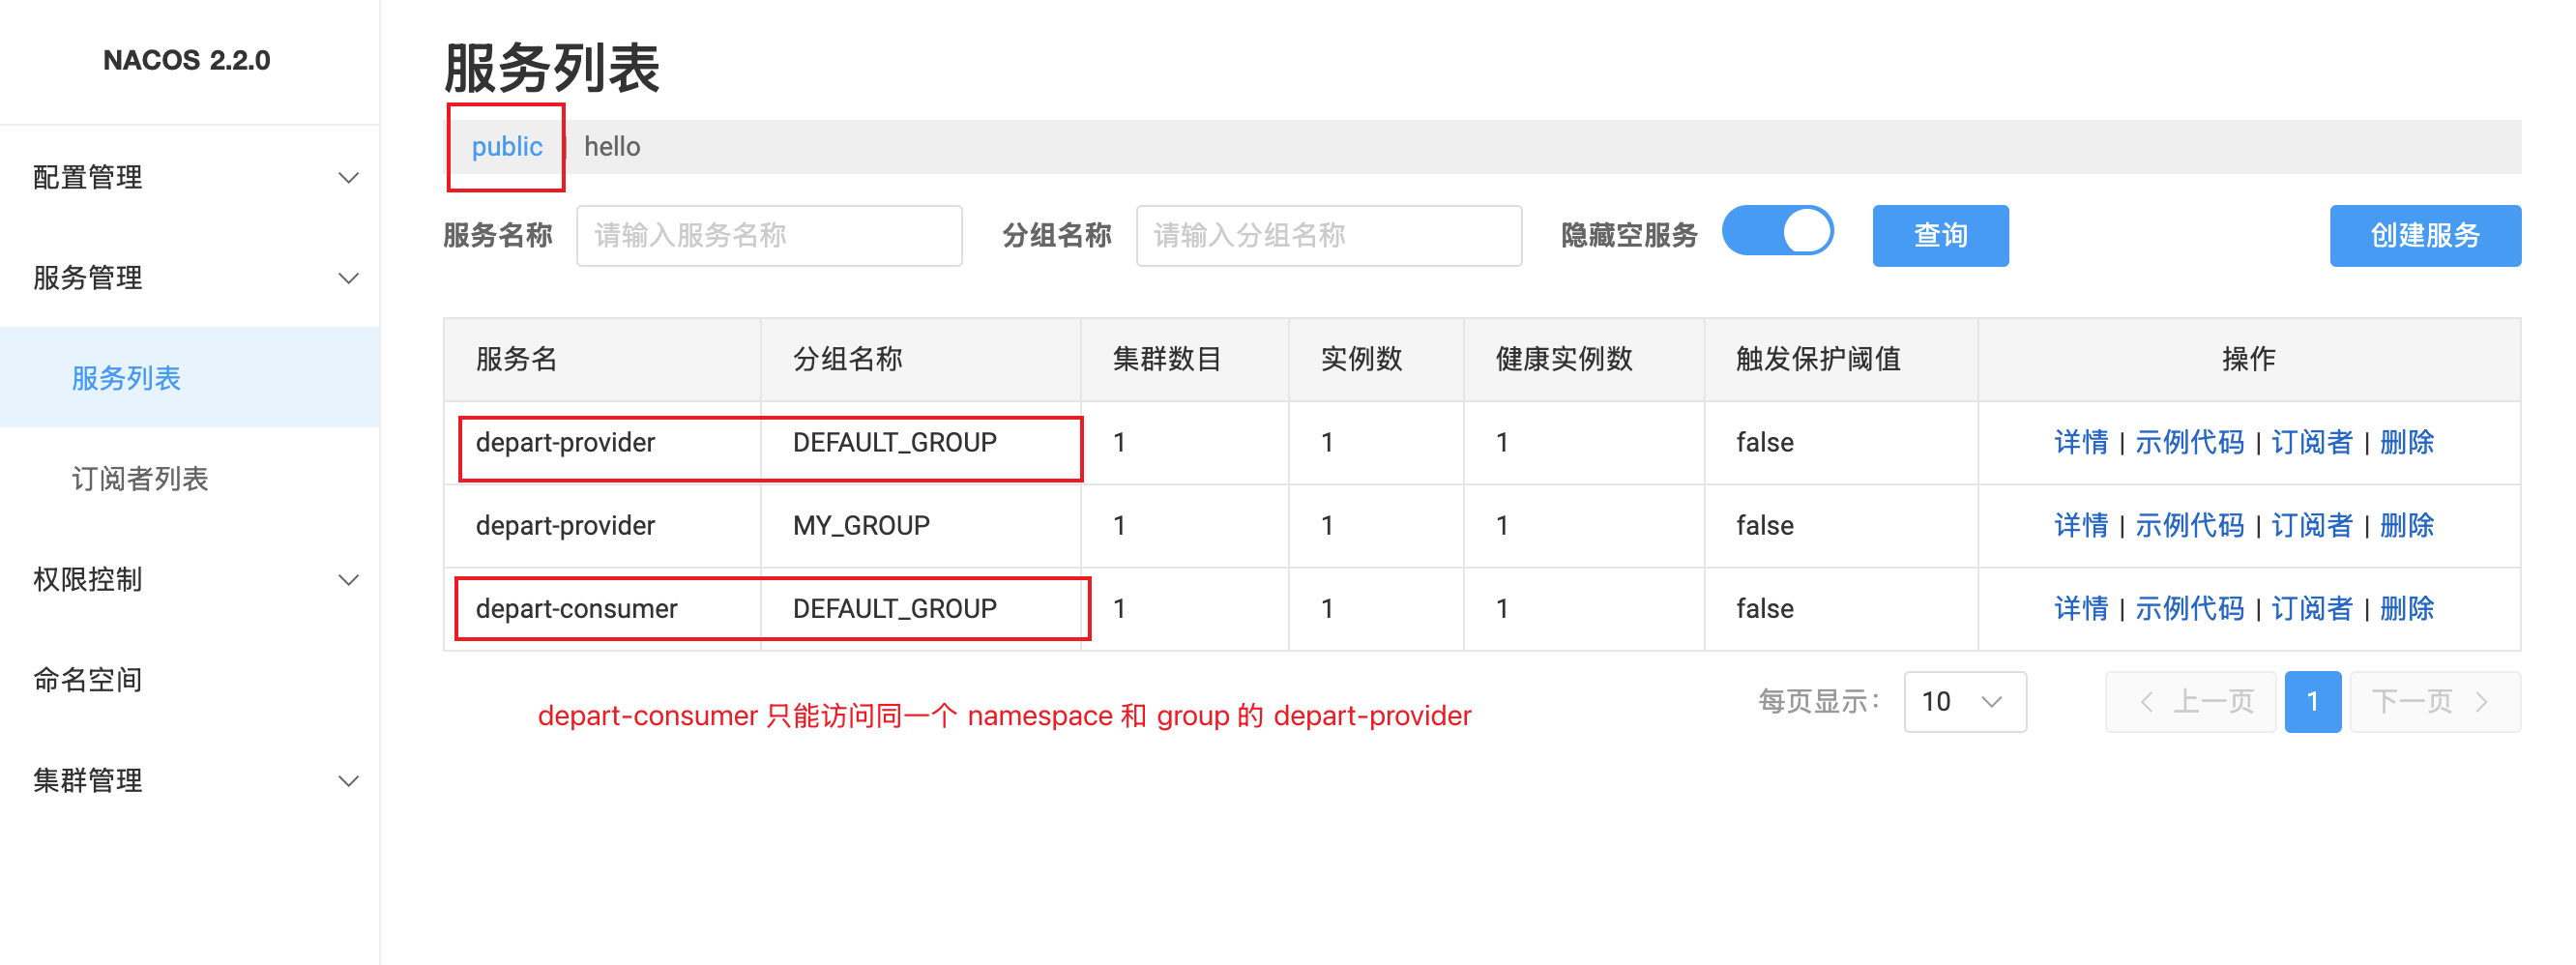 NACOS 2.2.0
配置管理
服务管理
服务列表
订阅者列表
权限控制
命名空间
集群管理
服务列表
public | hello
服务名称 请输入服务名称 分组名称 请输入分组名称 隐藏空服务 查询 创建服务
服务名 分组名称 集群数目 实例数 健康实例数 触发保护阈值 操作
depart-provider DEFAULT_GROUP 1 1 1 false 详情 | 示例代码 | 订阅者 | 删除
depart-provider MY_GROUP 1 1 1 false 详情 | 示例代码 | 订阅者 | 删除
depart-consumer DEFAULT_GROUP 1 1 1 false 详情 | 示例代码 | 订阅者 | 删除
每页显示: 10 上一页 1 下一页
depart-consumer 只能访问同一个 namespace 和 group 的 depart-provider